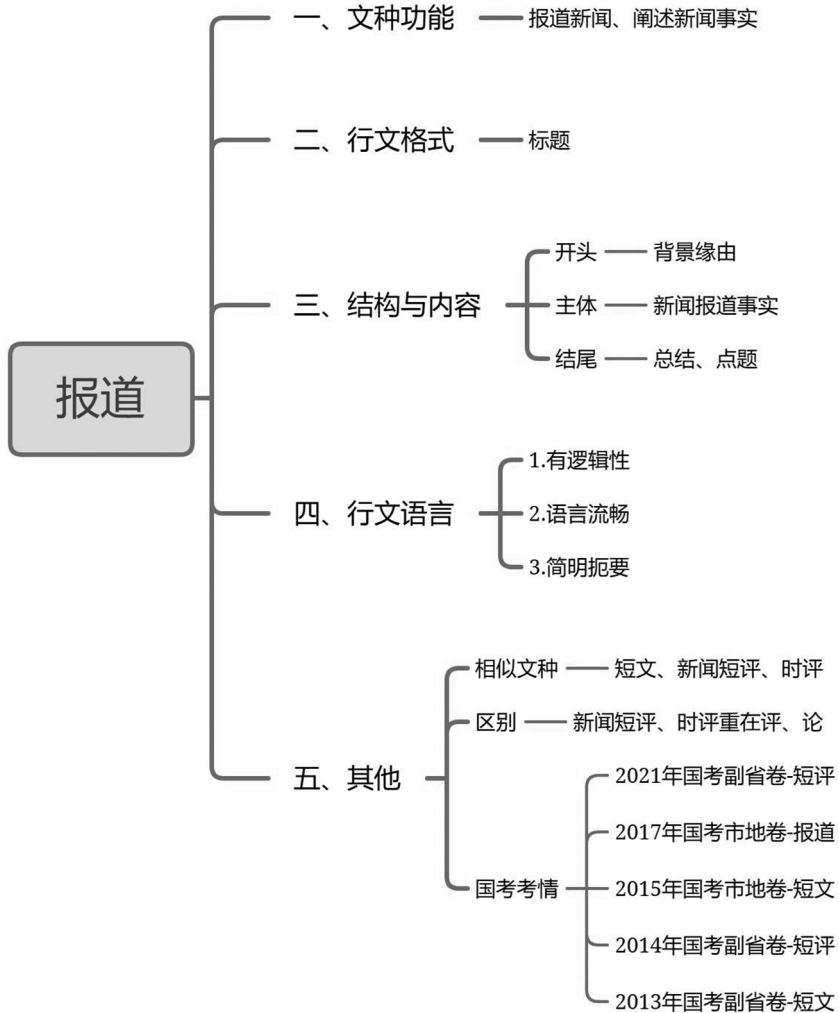 报道
一、文种功能
报道新闻、阐述新闻事实
二、行文格式
标题
三、结构与内容
开头
背景缘由
主体
新闻报道事实
结尾
总结、点题
四、行文语言
1.有逻辑性
2.语言流畅
3.简明扼要
五、其他
相似文种
短文、新闻短评、时评
区别
新闻短评、时评重在评、论
国考考情
2021年国考副省卷-短评
2017年国考市地卷-报道
2015年国考市地卷-短文
2014年国考副省卷-短评
2013年国考副省卷-短文